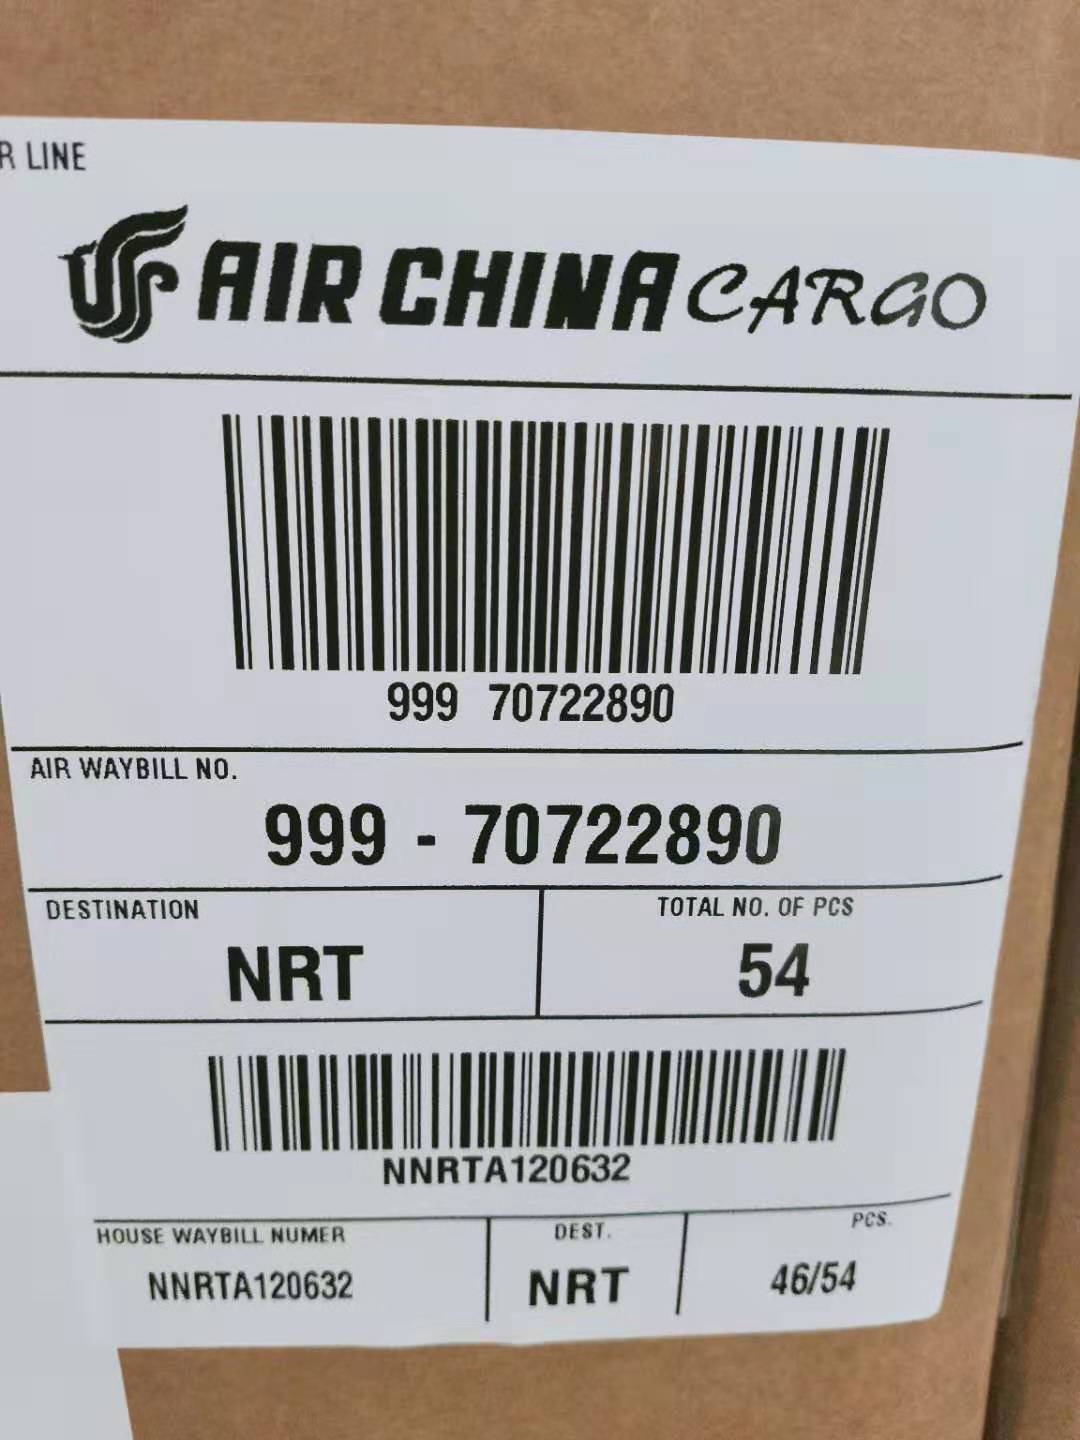 R LINE
AIR CHINA CARGO
999 70722890
AIR WAYBILL NO.
999 - 70722890
DESTINATION
TOTAL NO. OF PCS
NRT
54
NNRTA120632
HOUSE WAYBILL NUMER
DEST.
PCS.
NNRTA120632
NRT
46/54